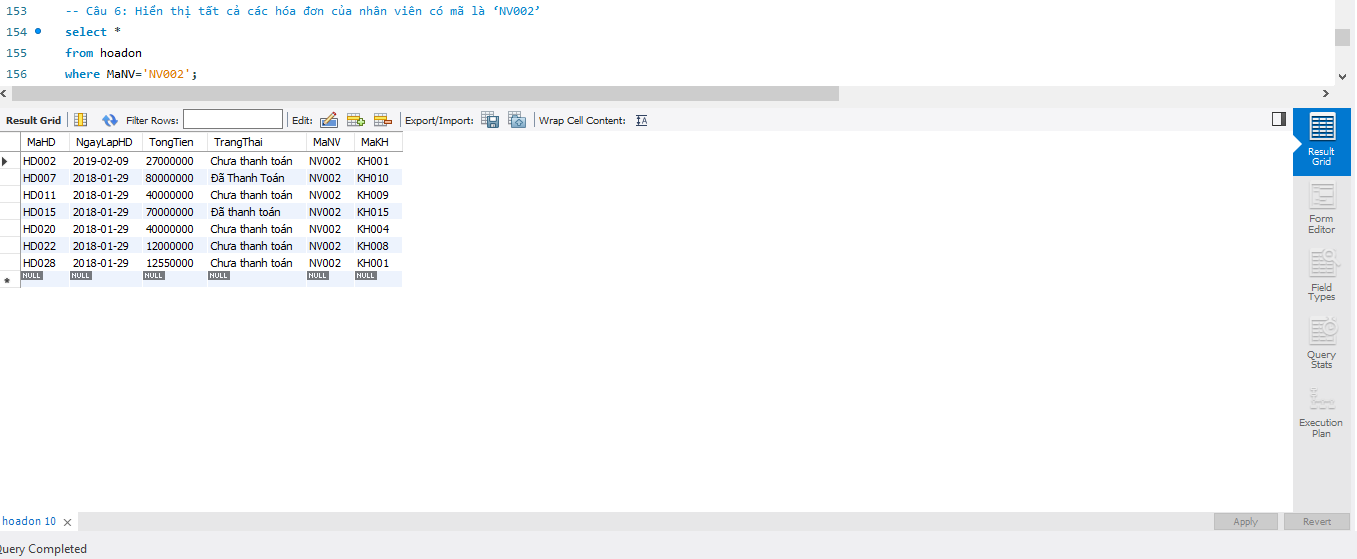 153 -- Câu 6: Hiển thị tất cả các hóa đơn của nhân viên có mã là ‘NV002’
154 select *
155 from hoadon
156 where MaNV='NV002';
Result Grid Filter Rows: Edit: Export/Import: Wrap Cell Content:
MaHD NgayLapHD TongTien TrangThai MaNV MaKH
HD002 2019-02-09 27000000 Chưa thanh toán NV002 KH001
HD007 2018-01-29 80000000 Đã Thanh Toán NV002 KH010
HD011 2018-01-29 40000000 Chưa thanh toán NV002 KH009
HD015 2018-01-29 70000000 Đã thanh toán NV002 KH015
HD020 2018-01-29 40000000 Chưa thanh toán NV002 KH004
HD022 2018-01-29 12000000 Chưa thanh toán NV002 KH008
HD028 2018-01-29 12550000 Chưa thanh toán NV002 KH001
NULL NULL NULL NULL NULL NULL
Result
Grid
Form
Editor
Field
Types
Query
Stats
Execution
Plan
hoadon 10
Apply Revert
Query Completed